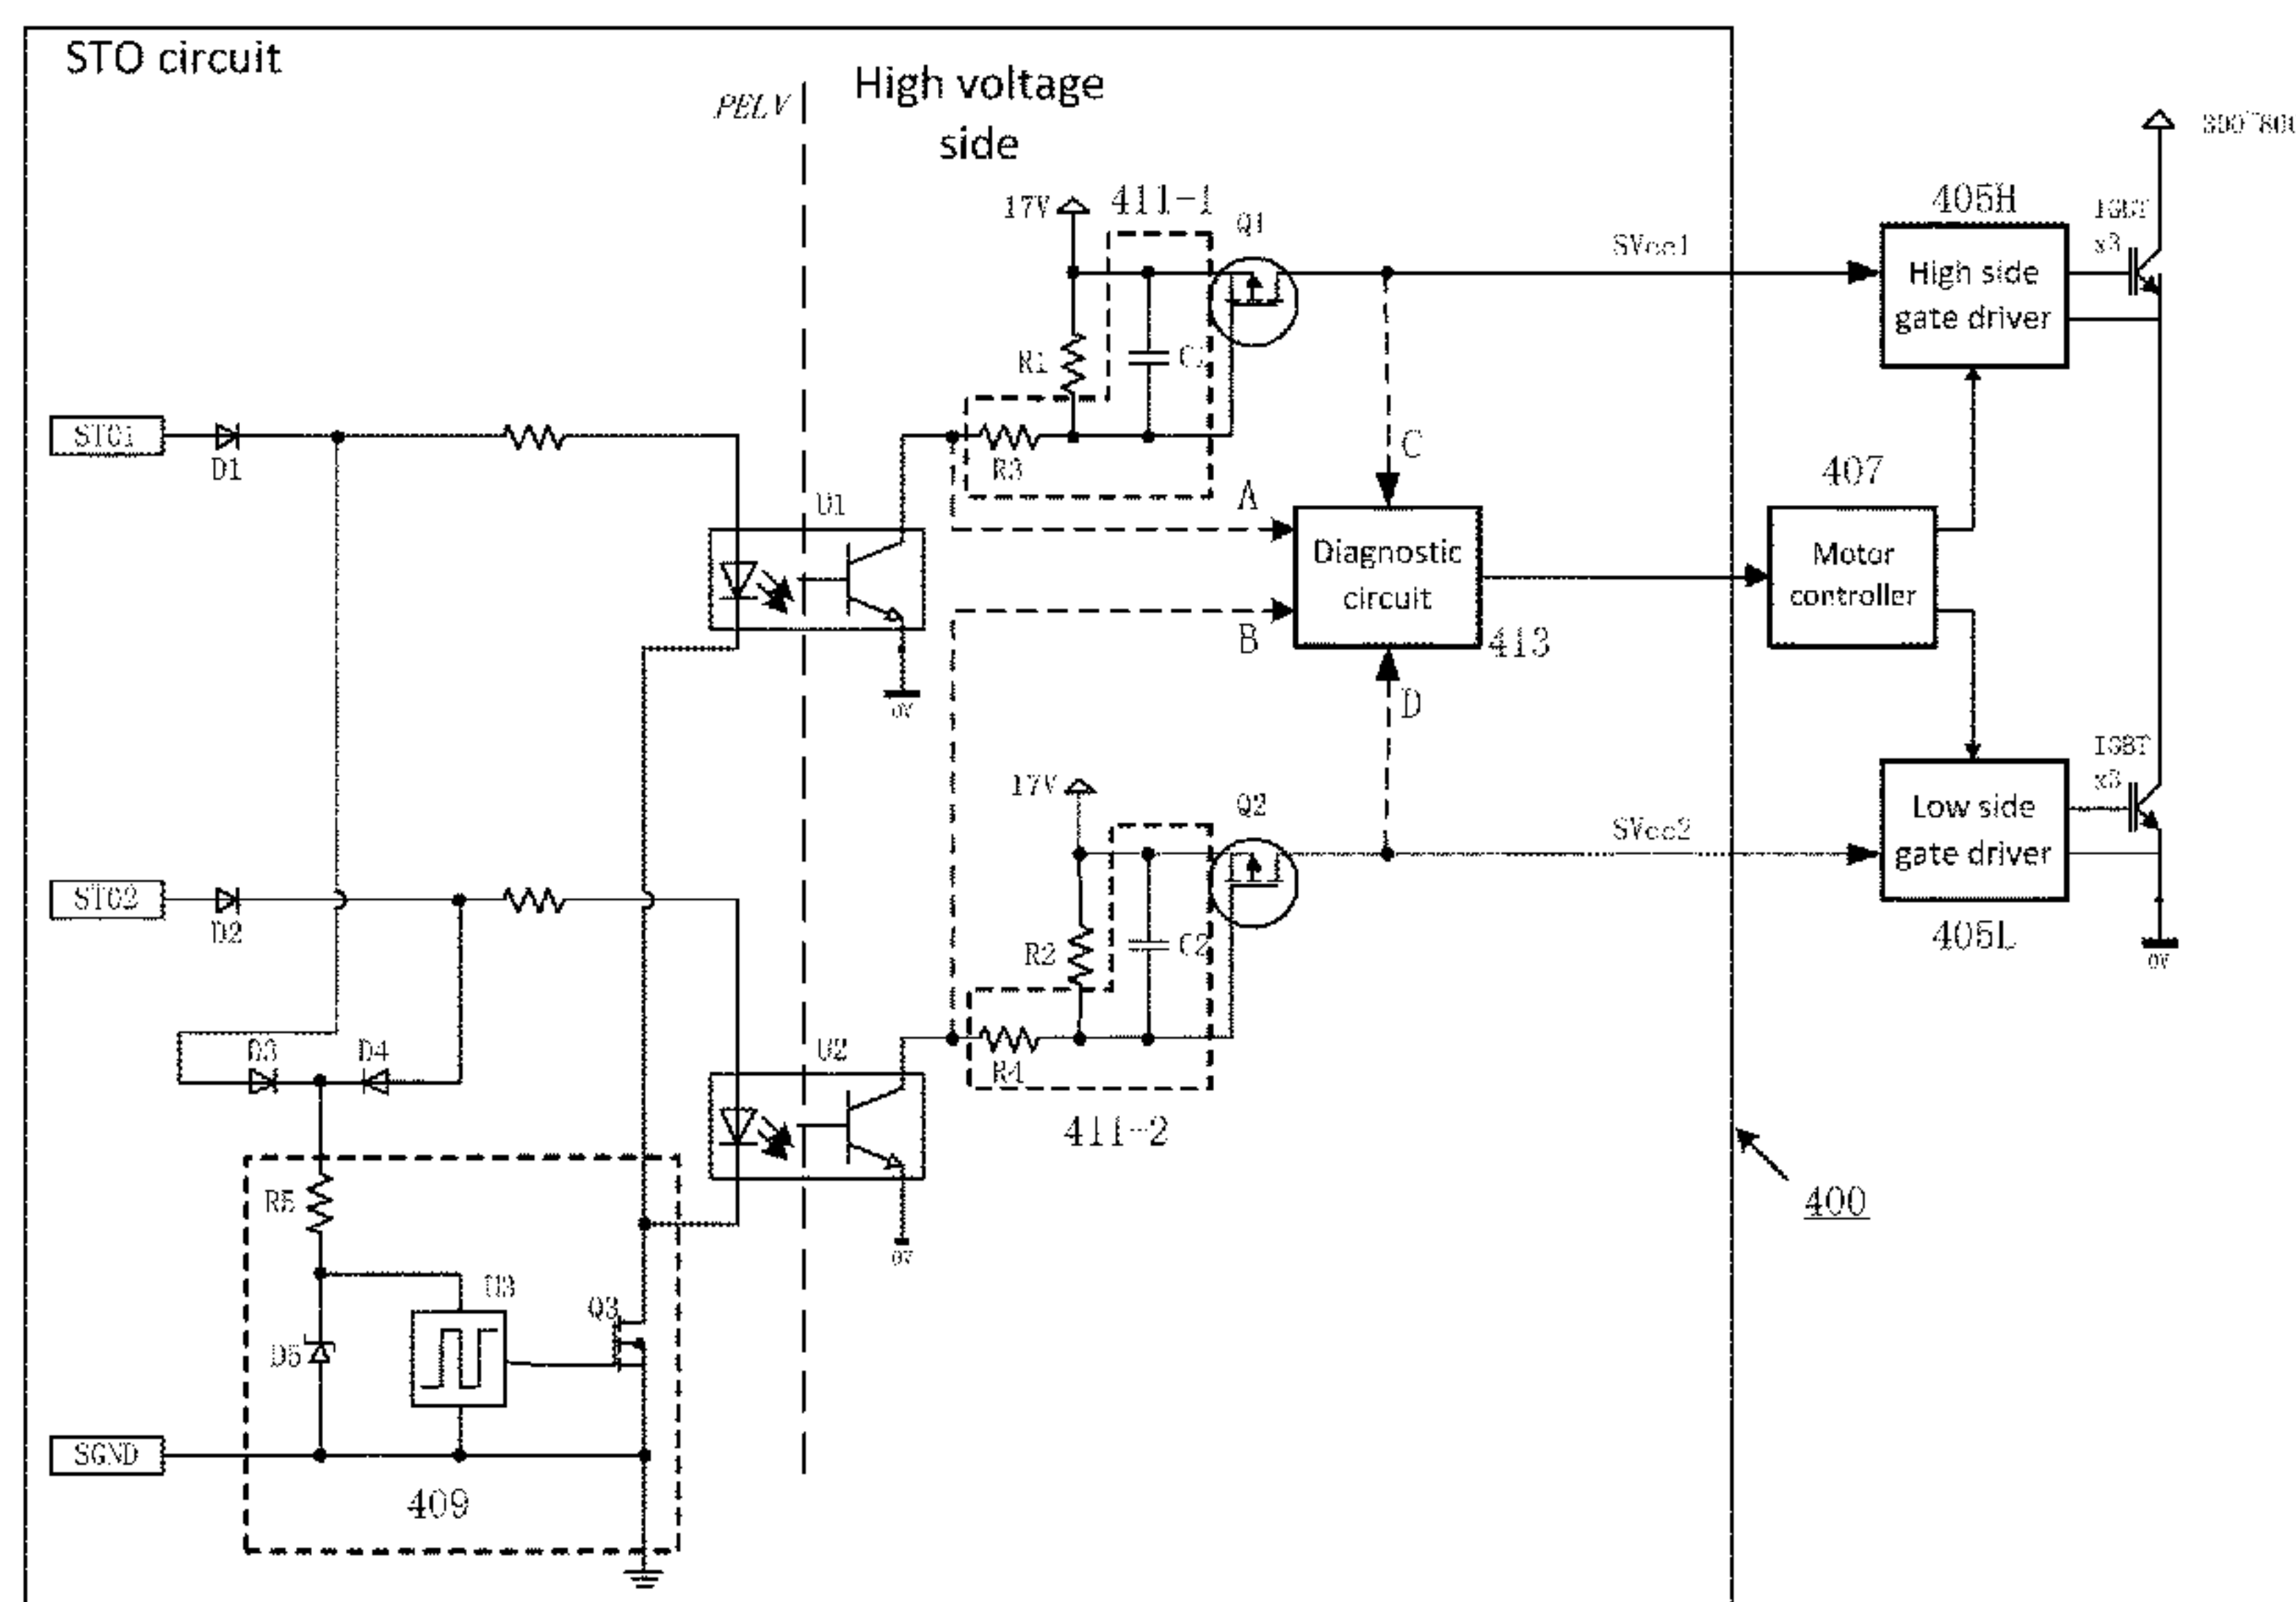 STO circuit
PELV
High voltage
side
17V
411-1
Q1
SVcc1
405H
High side
gate driver
IGBT
x3
R1
C1
STO1
D1
R3
C
U1
A
407
Diagnostic
circuit
Motor
controller
B
413
0V
D
17V
Q2
SVcc2
IGBT
x3
Low side
gate driver
405L
0V
STO2
D2
R2
C2
D3
D4
U2
R4
411-2
R5
0V
400
U3
Q3
D5
SGND
409